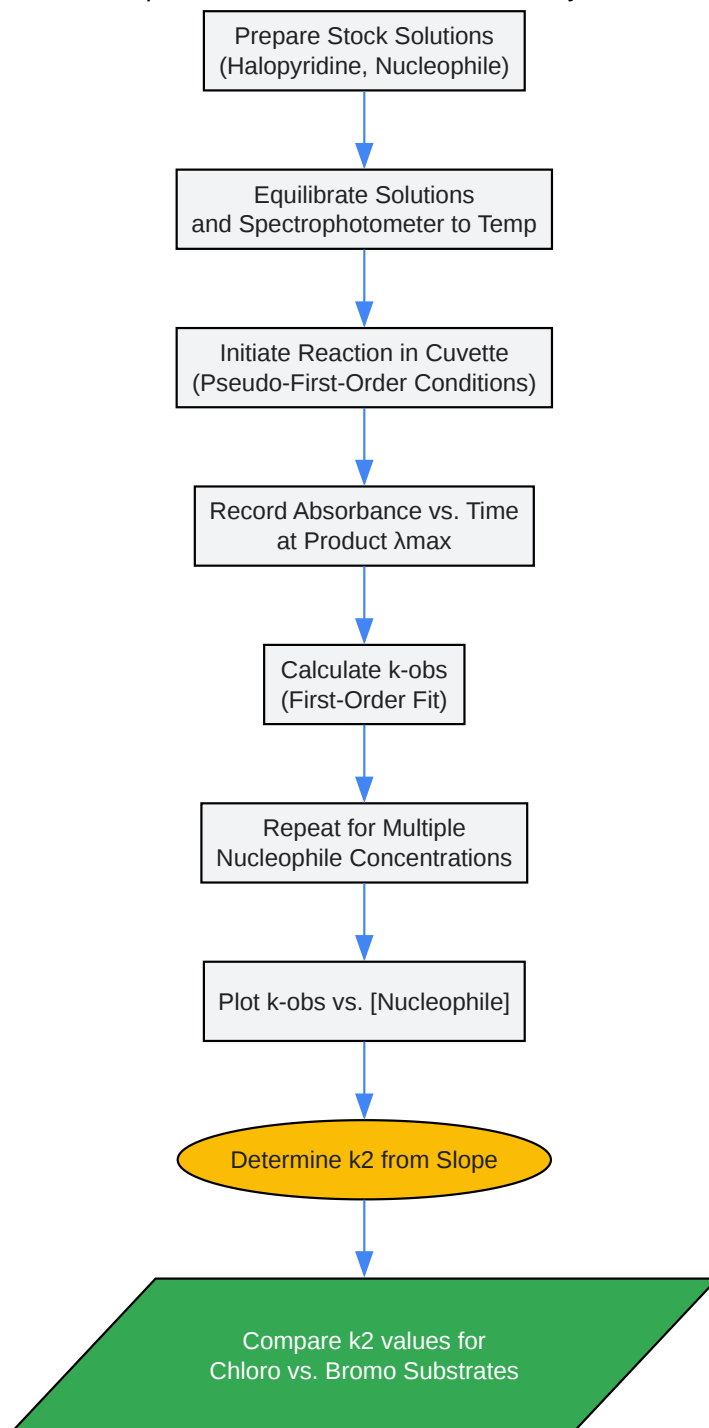 Prepare Stock Solutions
(Halopyridine, Nucleophile)
Equilibrate Solutions
and Spectrophotometer to Temp
Initiate Reaction in Cuvette
(Pseudo-First-Order Conditions)
Record Absorbance vs. Time
at Product λmax
Calculate k-obs
(First-Order Fit)
Repeat for Multiple
Nucleophile Concentrations
Plot k-obs vs. [Nucleophile]
Determine k2 from Slope
Compare k2 values for
Chloro vs. Bromo Substrates